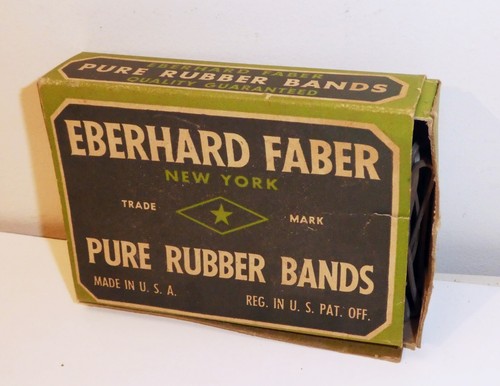 EBERHARD FABER
PURE RUBBER BANDS
QUALITY GUARANTEED
EBERHARD FABER
NEW YORK
TRADE MARK
PURE RUBBER BANDS
MADE IN U. S. A.
REG. IN U. S. PAT. OFF.